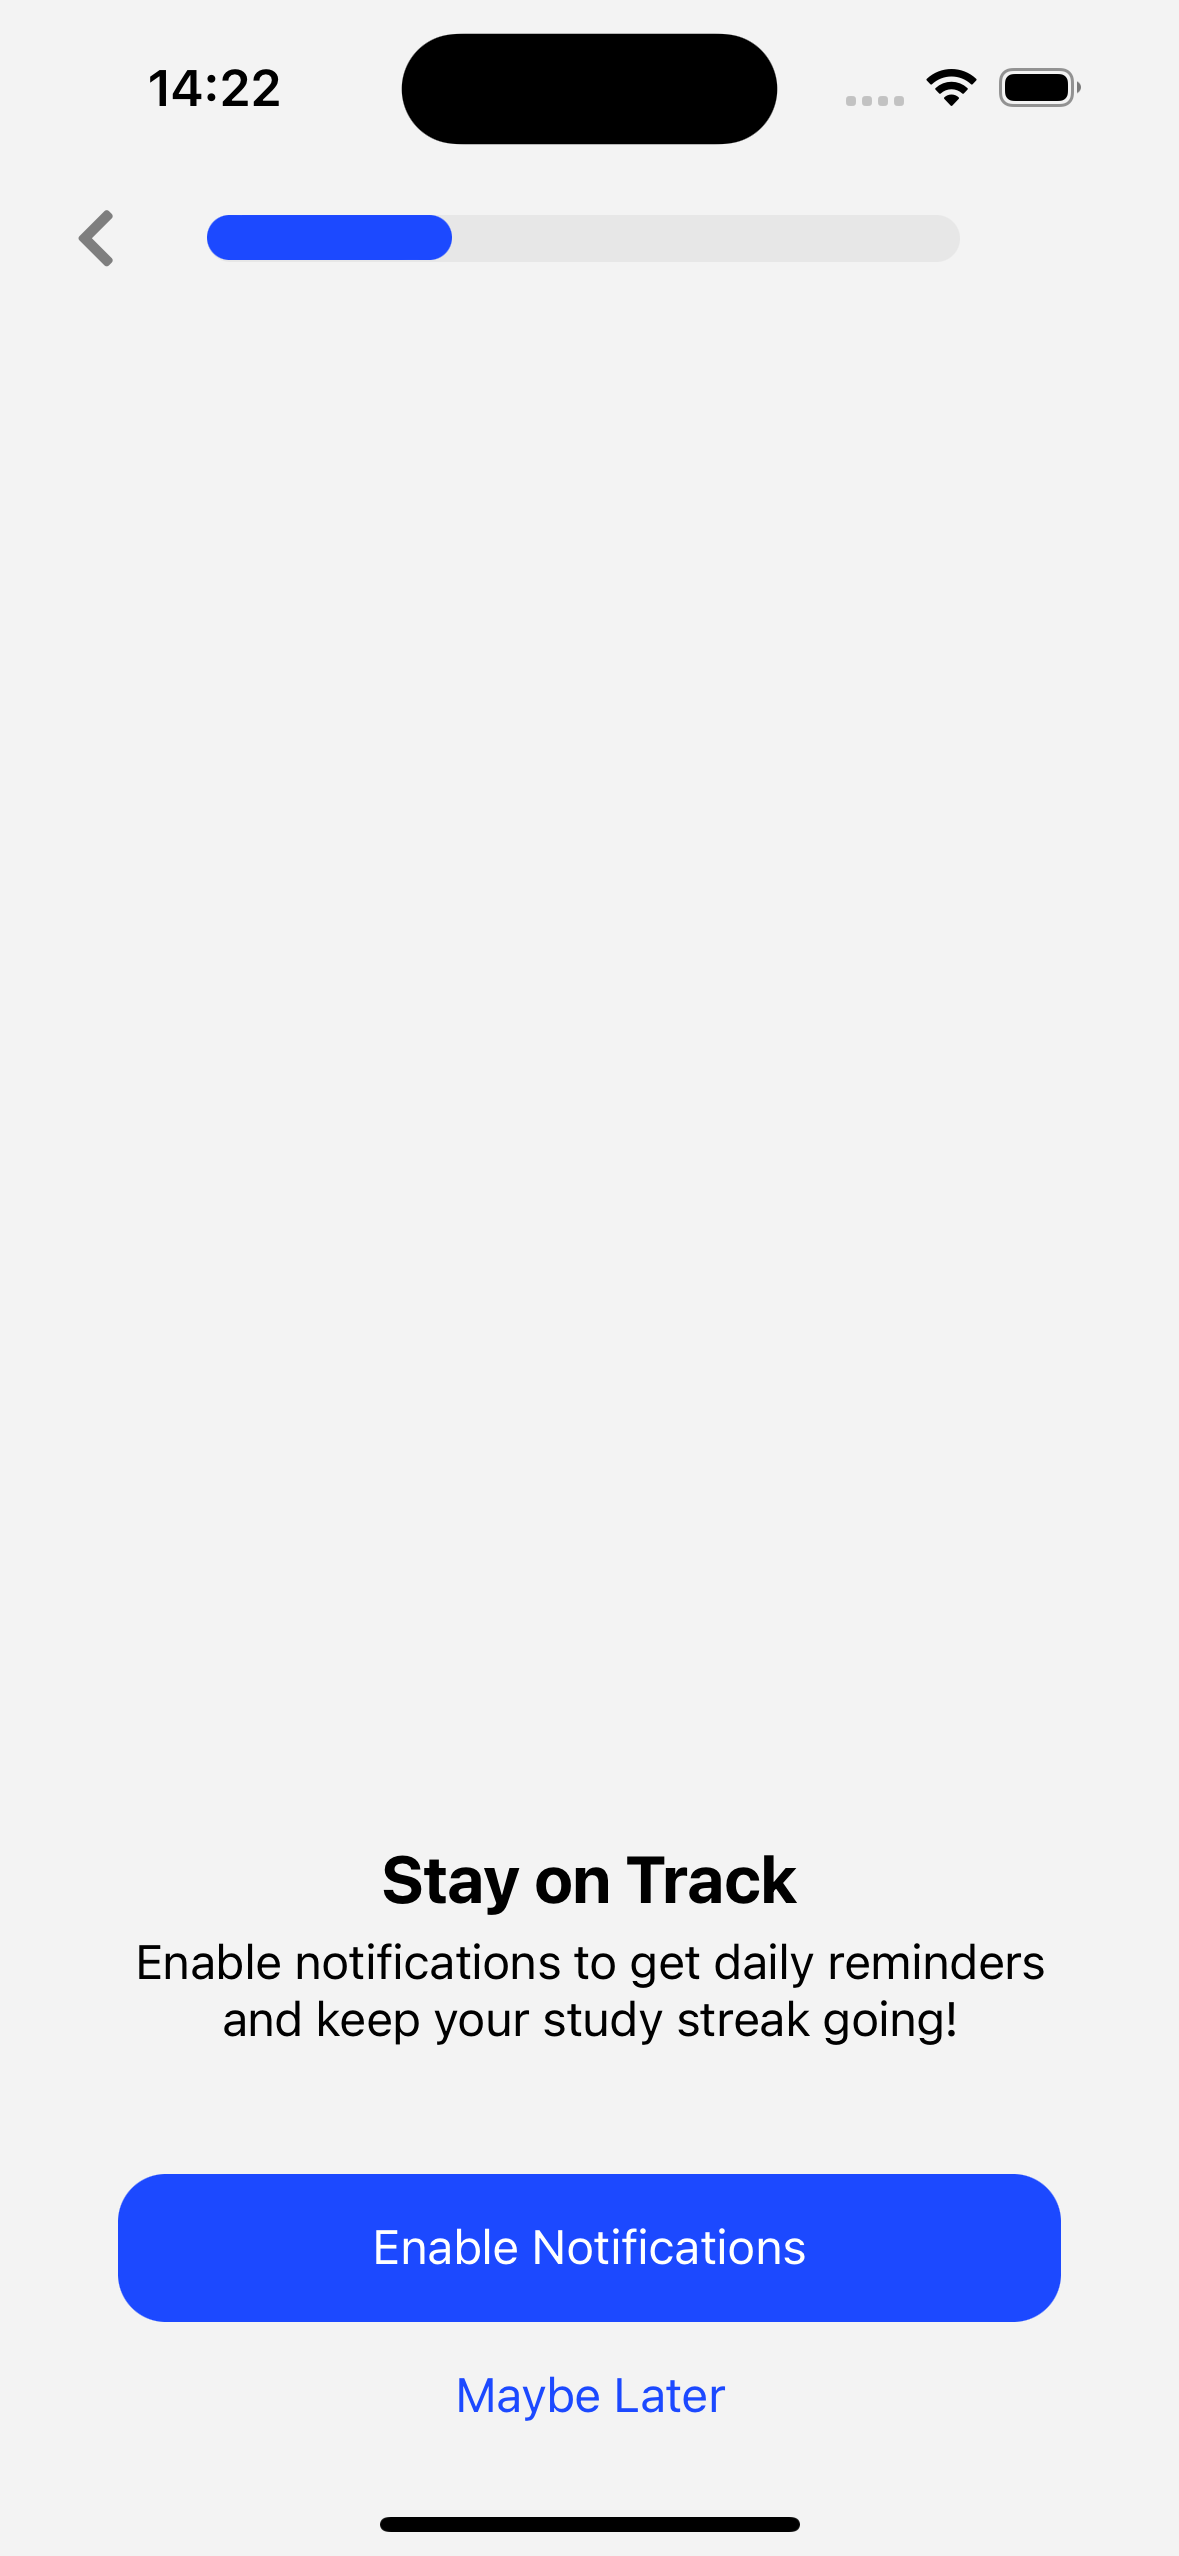 14:22
Stay on Track
Enable notifications to get daily reminders
and keep your study streak going!
Enable Notifications
Maybe Later